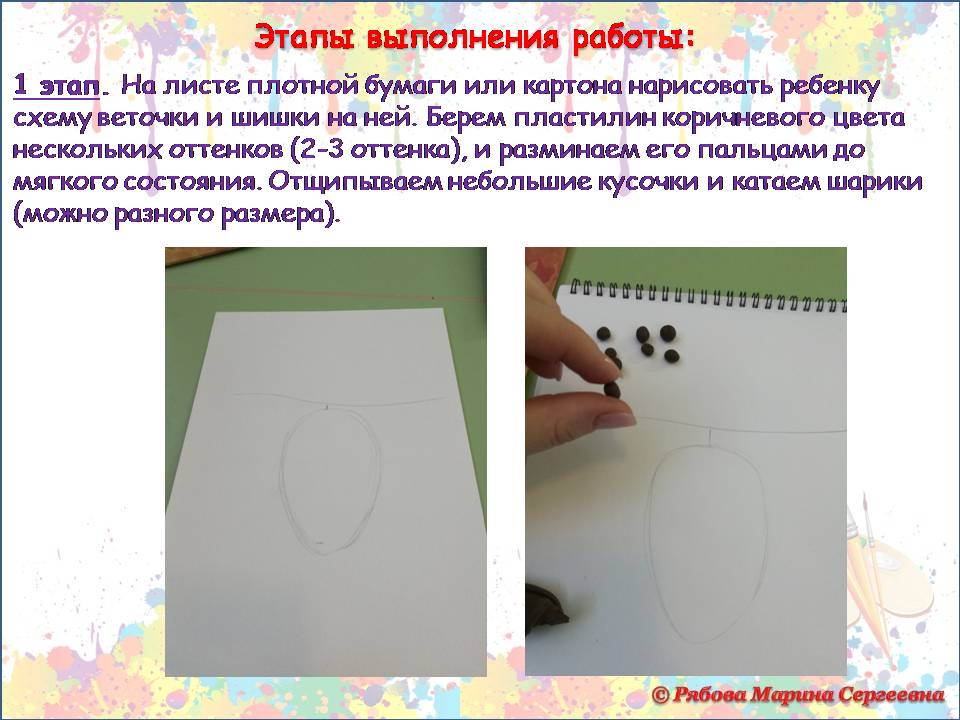 Этапы выполнения работы:
1 этап. На листе плотной бумаги или картона нарисовать ребенку
схему веточки и шишки на ней. Берем пластилин коричневого цвета
нескольких оттенков (2-3 оттенка), и разминаем его пальцами до
мягкого состояния. Отщипываем небольшие кусочки и катаем шарики
(можно разного размера).
© Рябова Марина Сергеевна